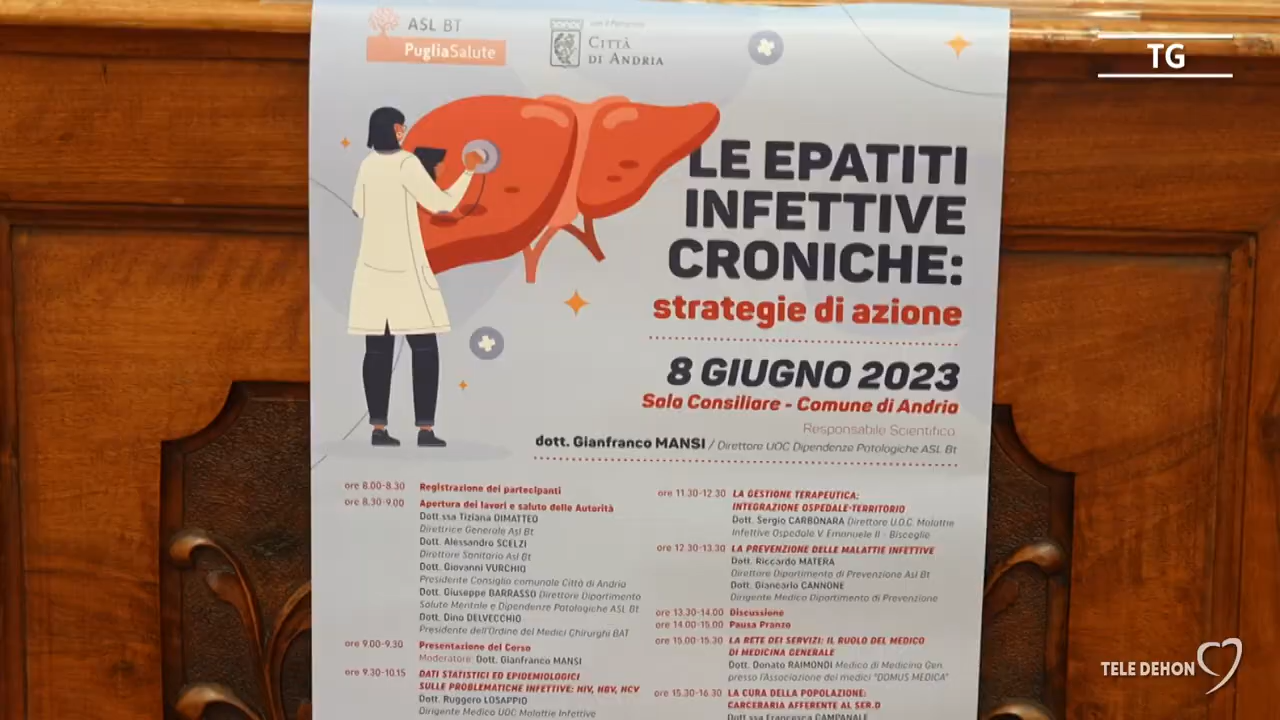 ASL BT
PugliaSalute
CITTÀ
DI ANDRIA
TG
LE EPATITI
INFETTIVE
CRONICHE:
strategie di azione
8 GIUGNO 2023
Sala Consiliare - Comune di Andria
Responsabile Scientifico
dott. Gianfranco MANSI / Direttore UOC Dipendenze Patologiche ASL Bt
ore 8.00-8.30 Registrazione dei partecipanti
ore 8.30-9.00 Apertura dei lavori e saluto delle Autorità
Dott.ssa Tiziana DIMATTEO
Direttrice Generale Asl Bt
Dott. Alessandro SCELZI
Direttore Sanitario Asl Bt
Dott. Giovanni VURCHIO
Presidente Consiglio comunale Città di Andria
Dott. Giuseppe BARRASSO Direttore Dipartimento
Salute Mentale e Dipendenze Patologiche ASL Bt
Dott. Dino DELVECCHIO
Presidente dell'Ordine dei Medici Chirurghi BAT
ore 9.00-9.30 Presentazione del Corso
Moderatore: Dott. Gianfranco MANSI
ore 9.30-10.15 DATI STATISTICI ED EPIDEMIOLOGICI
SULLE PROBLEMATICHE INFETTIVE: HIV, HBV, HCV
Dott. Ruggero LOSAPPIO
Dirigente Medico UOC Malattie Infettive
ore 11.30-12.30 LA GESTIONE TERAPEUTICA:
INTEGRAZIONE OSPEDALE-TERRITORIO
Dott. Sergio CARBONARA Direttore U.O.C. Malattie
Infettive Ospedale V. Emanuele II - Bisceglie
ore 12.30-13.30 LA PREVENZIONE DELLE MALATTIE INFETTIVE
Dott. Riccardo MATERA
Direttore Dipartimento di Prevenzione Asl Bt
Dott. Giancarlo CANNONE
Dirigente Medico Dipartimento di Prevenzione
ore 13.30-14.00 Discussione
ore 14.00-15.00 Pausa Pranzo
ore 15.00-15.30 LA RETE DEI SERVIZI: IL RUOLO DEL MEDICO
DI MEDICINA GENERALE
Dott. Donato RAIMONDI Medico di Medicina Gen.
presso l'Associazione dei medici "DOMUS MEDICA"
ore 15.30-16.30 LA CURA DELLA POPOLAZIONE:
CARCERARIA AFFERENTE AL SER.D
Dott.ssa Francesca CAMPANALE
TELE DEHON